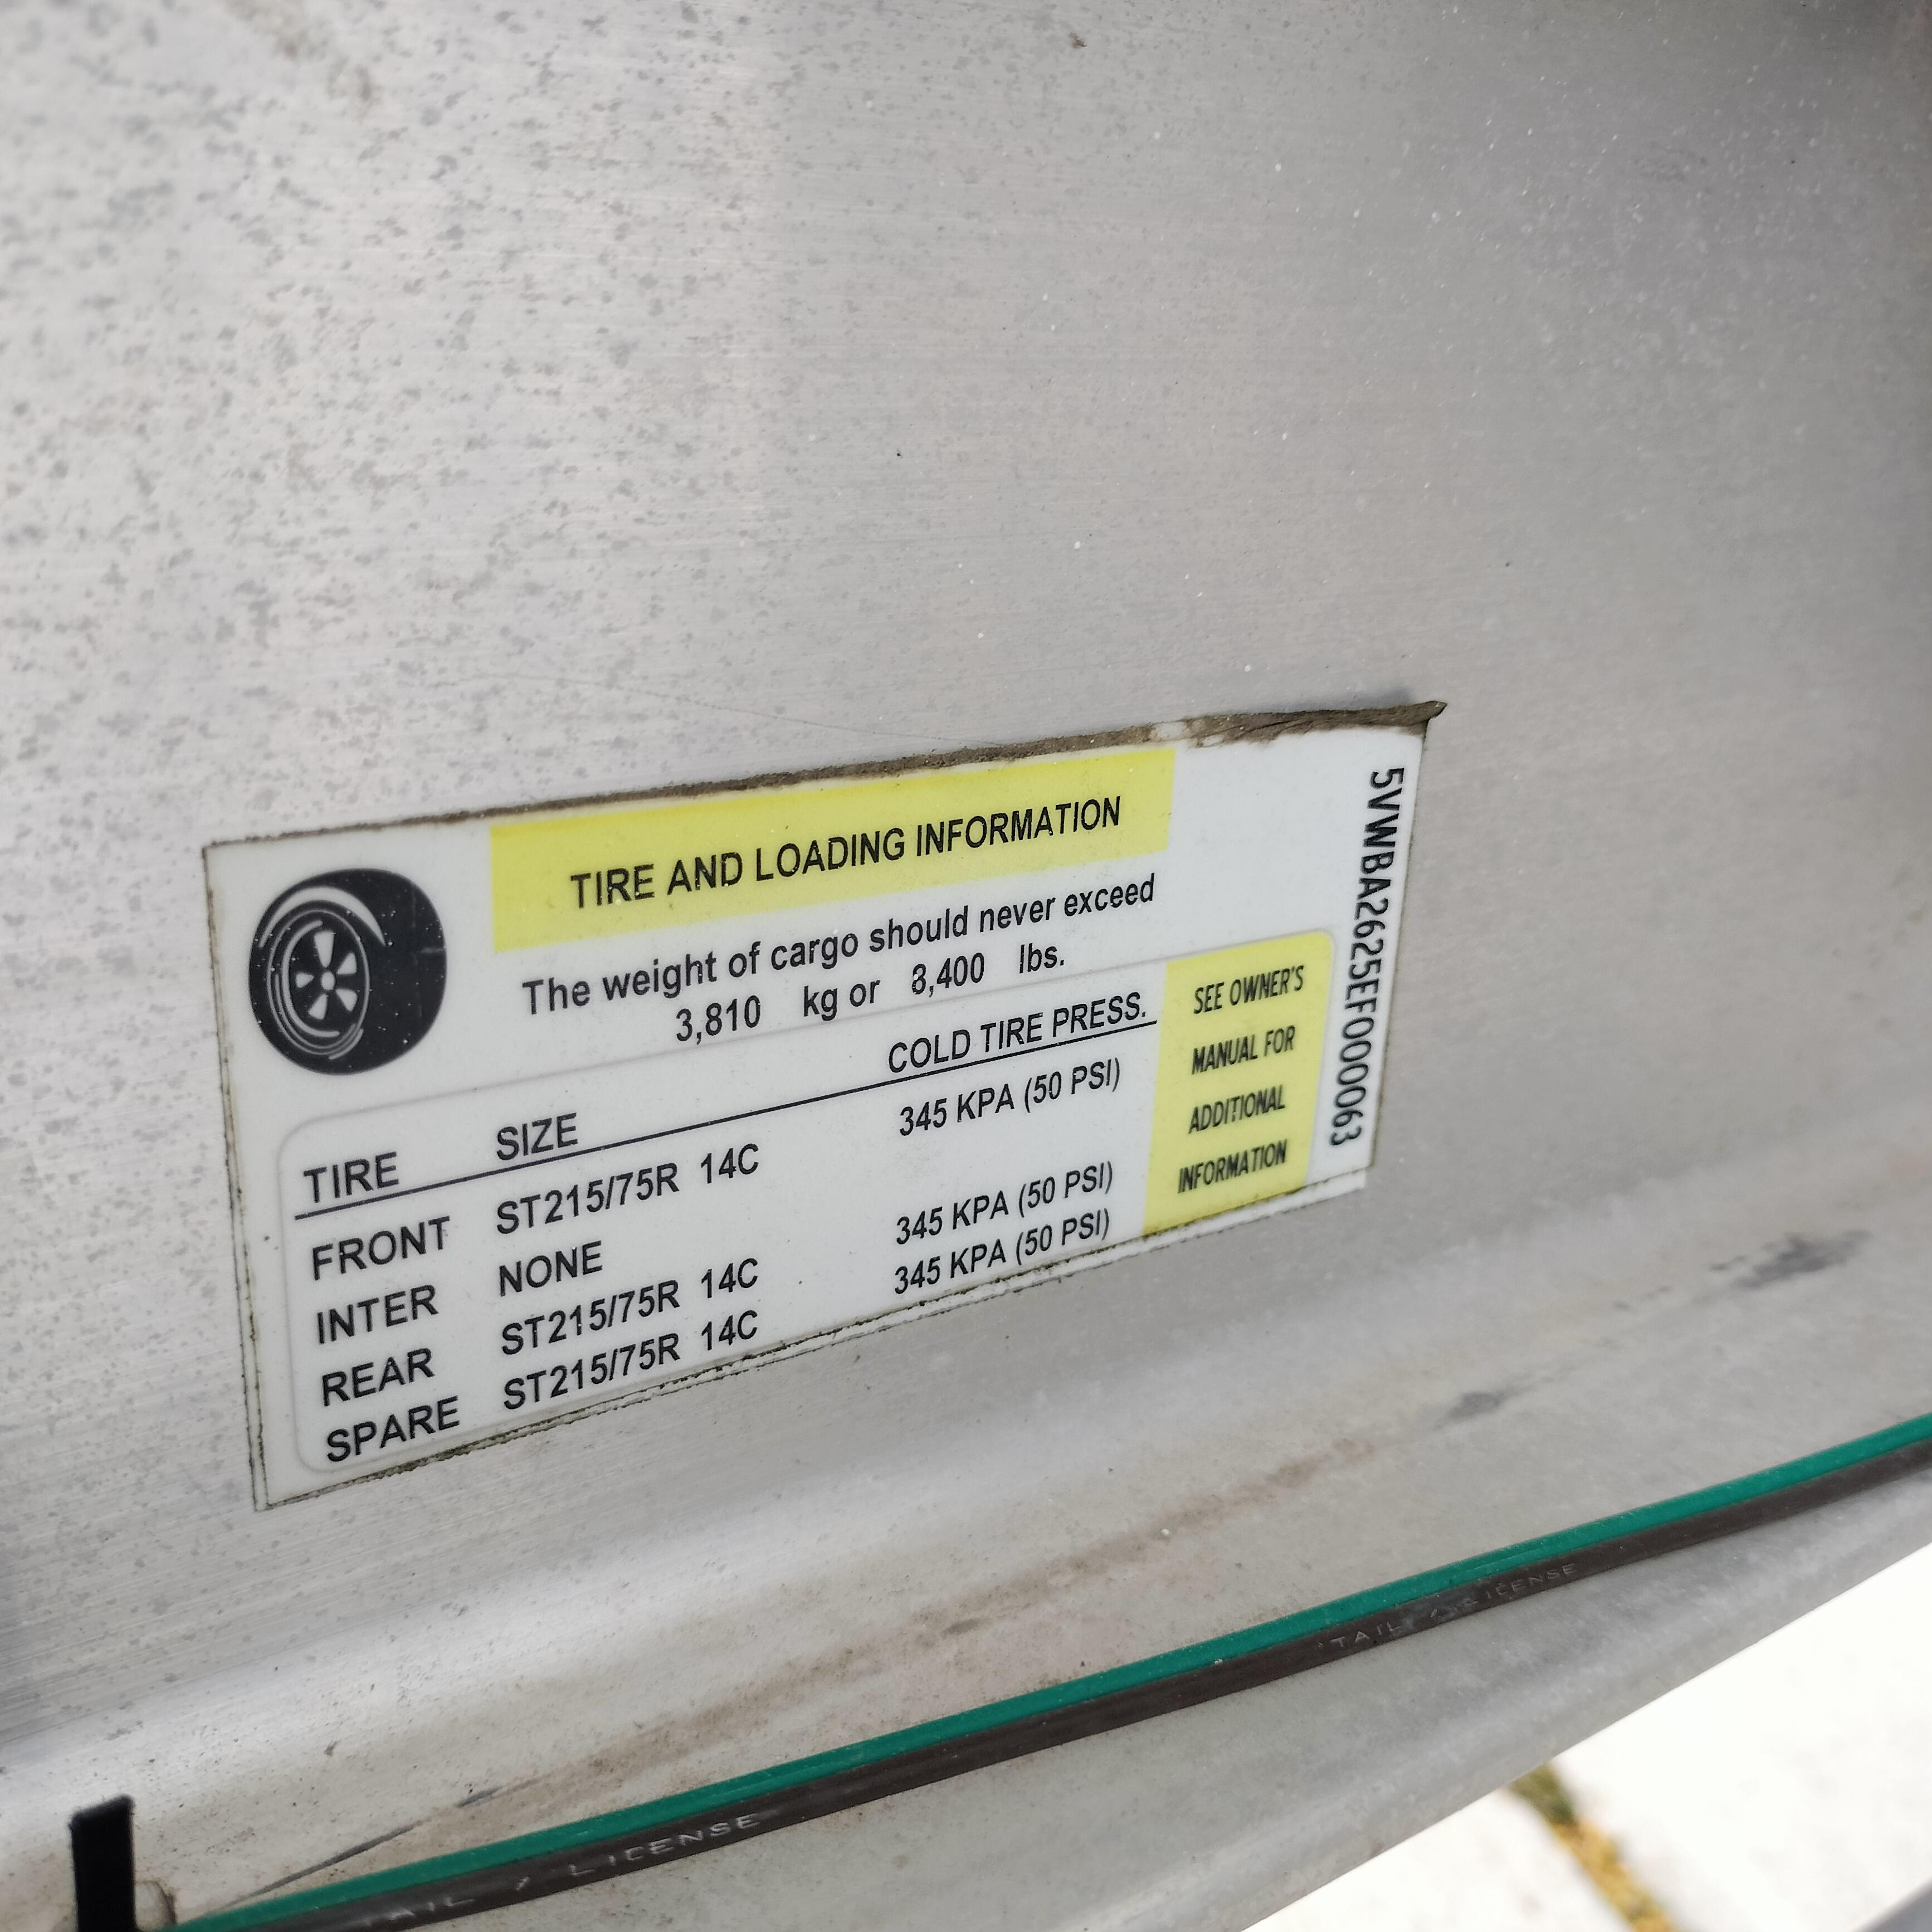 TIRE AND LOADING INFORMATION
The weight of cargo should never exceed
3,810 kg or 8,400 lbs.
TIRE SIZE COLD TIRE PRESS.
FRONT ST215/75R 14C 345 KPA (50 PSI)
INTER NONE
REAR ST215/75R 14C 345 KPA (50 PSI)
SPARE ST215/75R 14C 345 KPA (50 PSI)
SEE OWNER'S
MANUAL FOR
ADDITIONAL
INFORMATION
5VWBA2625EF000063
TAIL / LICENSE
TAIL LICENSE